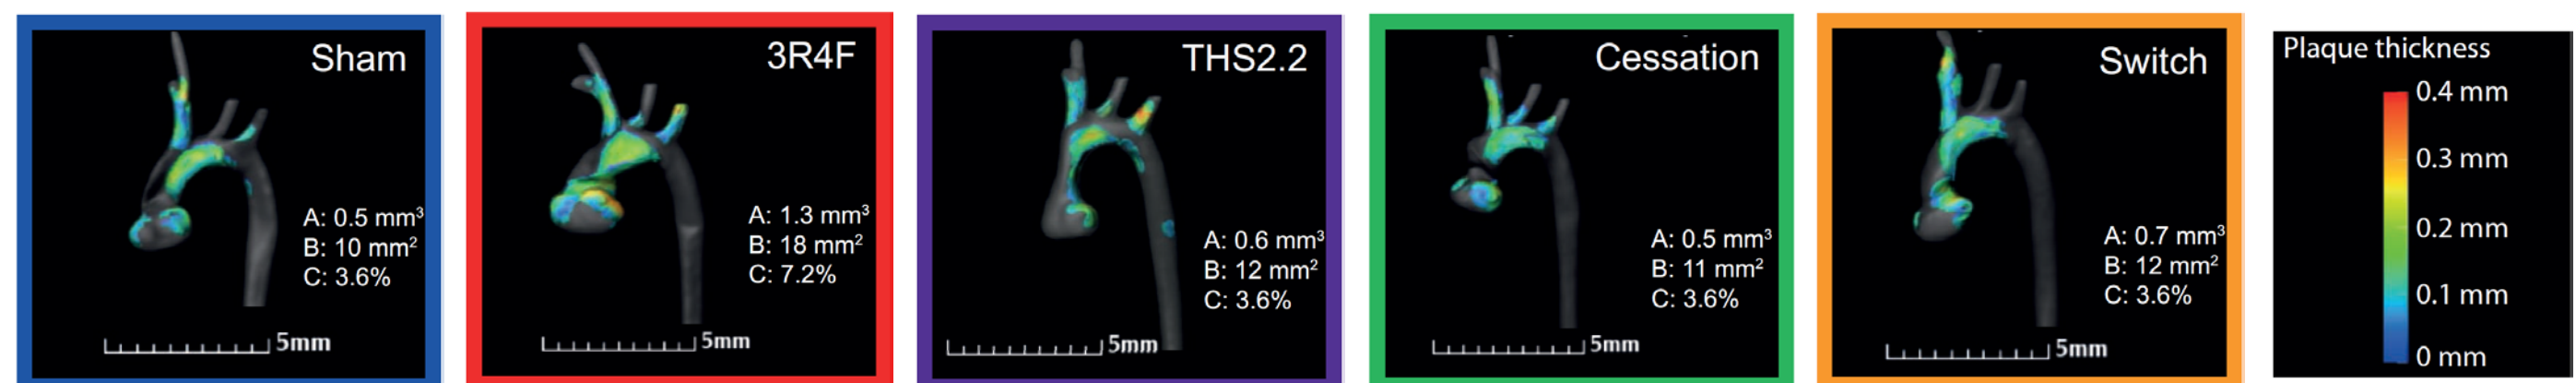 Sham
A: 0.5 mm³
B: 10 mm²
C: 3.6%
5mm
3R4F
A: 1.3 mm³
B: 18 mm²
C: 7.2%
5mm
THS2.2
A: 0.6 mm³
B: 12 mm²
C: 3.6%
5mm
Cessation
A: 0.5 mm³
B: 11 mm²
C: 3.6%
5mm
Switch
A: 0.7 mm³
B: 12 mm²
C: 3.6%
5mm
Plaque thickness
0.4 mm
0.3 mm
0.2 mm
0.1 mm
0 mm